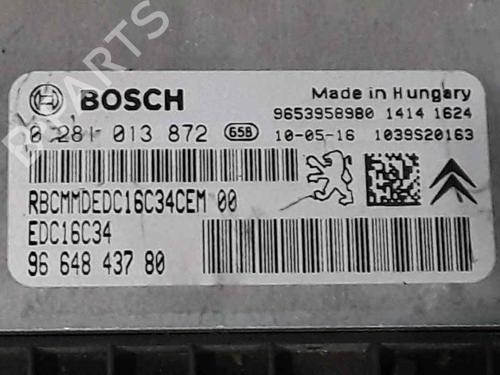 BOSCH
Made in Hungary
9653958980 1414 1624
0 281 013 872 658 10-05-16 1039S20163
RBCMMDEDC16C34CEM 00
EDC16C34
96 648 437 80
B-PARTS